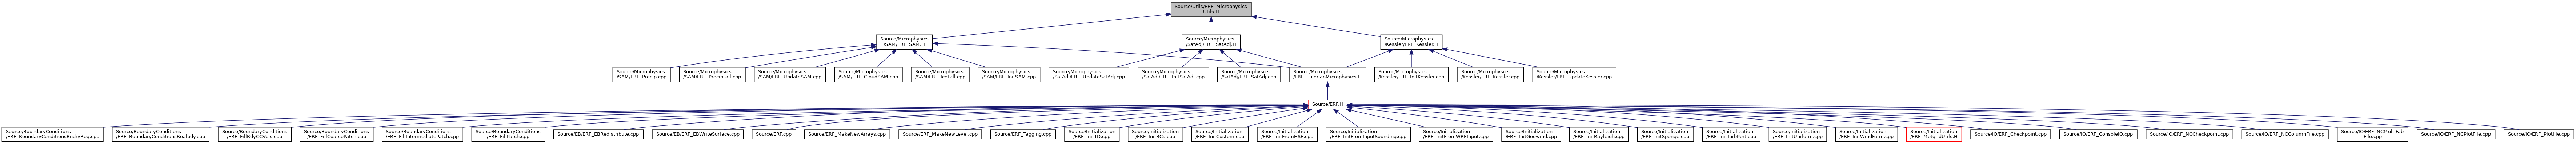 Source/Utils/ERF_Microphysics
Utils.H
Source/Microphysics
/SAM/ERF_SAM.H
Source/Microphysics
/SatAdj/ERF_SatAdj.H
Source/Microphysics
/Kessler/ERF_Kessler.H
Source/Microphysics
/SAM/ERF_Precip.cpp
Source/Microphysics
/SAM/ERF_PrecipFall.cpp
Source/Microphysics
/SAM/ERF_UpdateSAM.cpp
Source/Microphysics
/SAM/ERF_CloudSAM.cpp
Source/Microphysics
/SAM/ERF_IceFall.cpp
Source/Microphysics
/SAM/ERF_InitSAM.cpp
Source/Microphysics
/SatAdj/ERF_UpdateSatAdj.cpp
Source/Microphysics
/SatAdj/ERF_InitSatAdj.cpp
Source/Microphysics
/SatAdj/ERF_SatAdj.cpp
Source/Microphysics
/ERF_EulerianMicrophysics.H
Source/Microphysics
/Kessler/ERF_InitKessler.cpp
Source/Microphysics
/Kessler/ERF_Kessler.cpp
Source/Microphysics
/Kessler/ERF_UpdateKessler.cpp
Source/ERF.H
Source/BoundaryConditions
/ERF_BoundaryConditionsBndryReg.cpp
Source/BoundaryConditions
/ERF_BoundaryConditionsRealbdy.cpp
Source/BoundaryConditions
/ERF_FillBdyCCVels.cpp
Source/BoundaryConditions
/ERF_FillCoarsePatch.cpp
Source/BoundaryConditions
/ERF_FillIntermediatePatch.cpp
Source/BoundaryConditions
/ERF_FillPatch.cpp
Source/EB/ERF_EBRedistribute.cpp
Source/EB/ERF_EBWriteSurface.cpp
Source/ERF.cpp
Source/ERF_MakeNewArrays.cpp
Source/ERF_MakeNewLevel.cpp
Source/ERF_Tagging.cpp
Source/Initialization
/ERF_Init1D.cpp
Source/Initialization
/ERF_InitBCs.cpp
Source/Initialization
/ERF_InitCustom.cpp
Source/Initialization
/ERF_InitFromHSE.cpp
Source/Initialization
/ERF_InitFromInputSounding.cpp
Source/Initialization
/ERF_InitFromWRFInput.cpp
Source/Initialization
/ERF_InitGeowind.cpp
Source/Initialization
/ERF_InitRayleigh.cpp
Source/Initialization
/ERF_InitSponge.cpp
Source/Initialization
/ERF_InitTurbPert.cpp
Source/Initialization
/ERF_InitUniform.cpp
Source/Initialization
/ERF_InitWindFarm.cpp
Source/Initialization
/ERF_MetgridUtils.H
Source/IO/ERF_Checkpoint.cpp
Source/IO/ERF_ConsoleIO.cpp
Source/IO/ERF_NCCheckpoint.cpp
Source/IO/ERF_NCColumnFile.cpp
Source/IO/ERF_NCMultiFab
File.cpp
Source/IO/ERF_NCPlotFile.cpp
Source/IO/ERF_Plotfile.cpp